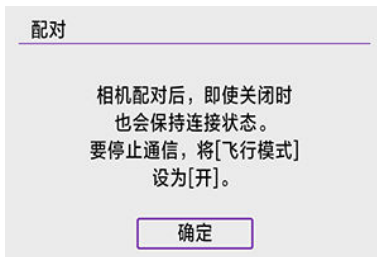 配对
相机配对后，即使关闭时
也会保持连接状态。
要停止通信，将[飞行模式]
设为[开]。
确定